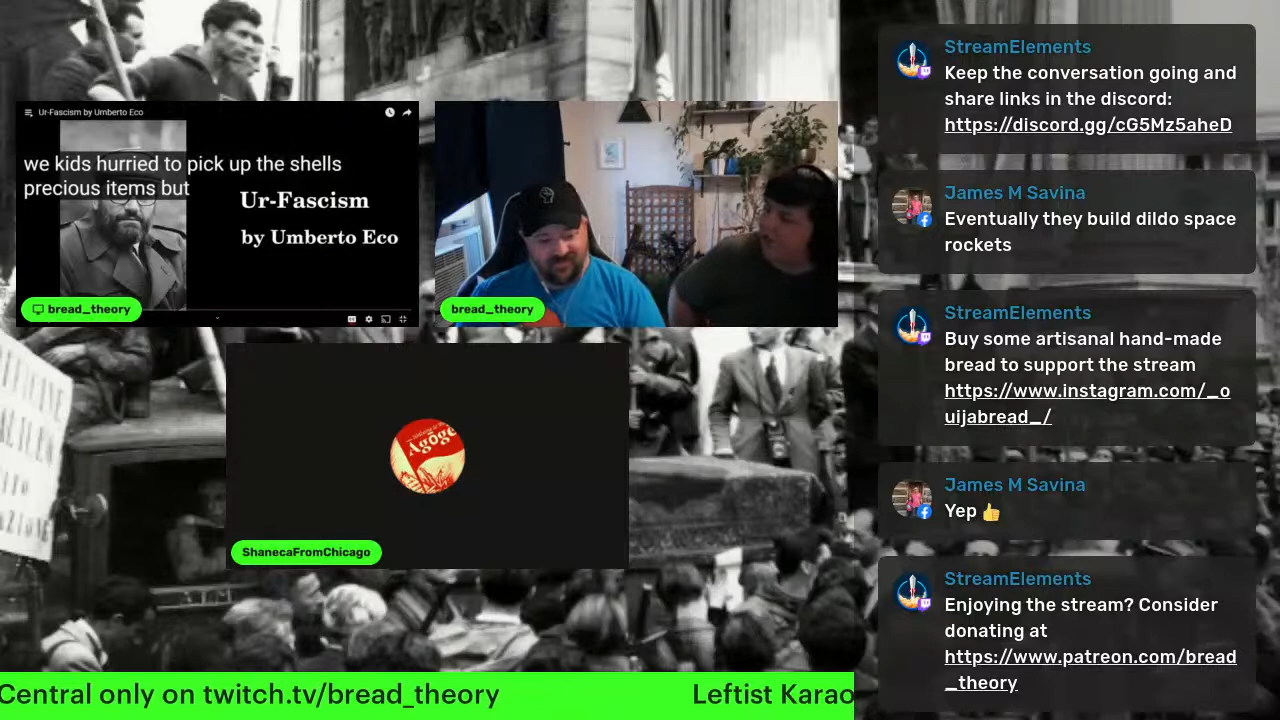 Ur-Fascism by Umberto Eco
we kids hurried to pick up the shells
precious items but
Ur-Fascism
by Umberto Eco
bread_theory
bread_theory
Agōge
ShanecaFromChicago
StreamElements
Keep the conversation going and
share links in the discord:
https://discord.gg/cG5Mz5aheD
James M Savina
Eventually they build dildo space
rockets
StreamElements
Buy some artisanal hand-made
bread to support the stream
https://www.instagram.com/_o
uijabread_/
James M Savina
Yep 👍
StreamElements
Enjoying the stream? Consider
donating at
https://www.patreon.com/bread
_theory
Central only on twitch.tv/bread_theory
Leftist Karao